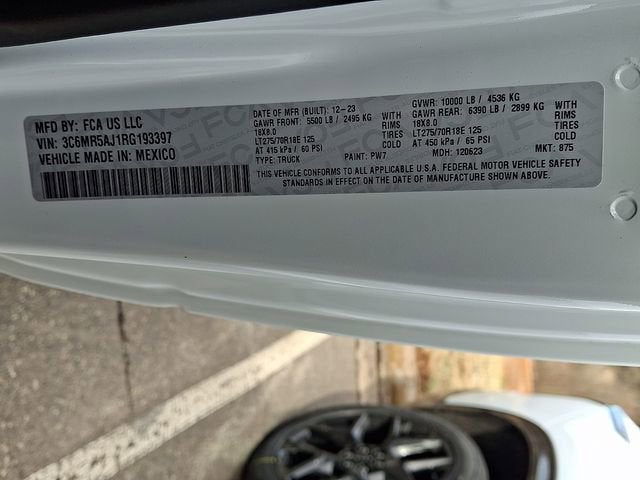 MFD BY: FCA US LLC
VIN: 3C6MR5AJ1RG193397
VEHICLE MADE IN: MEXICO
DATE OF MFR (BUILT): 12-23
GAWR FRONT: 5500 LB / 2495 KG WITH
18X8.0 RIMS
LT275/70R18E 125 TIRES
AT 415 kPa / 60 PSI COLD
TYPE: TRUCK PAINT: PW7
GVWR: 10000 LB / 4536 KG
GAWR REAR: 6390 LB / 2899 KG WITH
18X8.0 RIMS
LT275/70R18E 125 TIRES
AT 450 kPa / 65 PSI COLD
MDH: 120623 MKT: 875
THIS VEHICLE CONFORMS TO ALL APPLICABLE U.S.A. FEDERAL MOTOR VEHICLE SAFETY
STANDARDS IN EFFECT ON THE DATE OF MANUFACTURE SHOWN ABOVE.